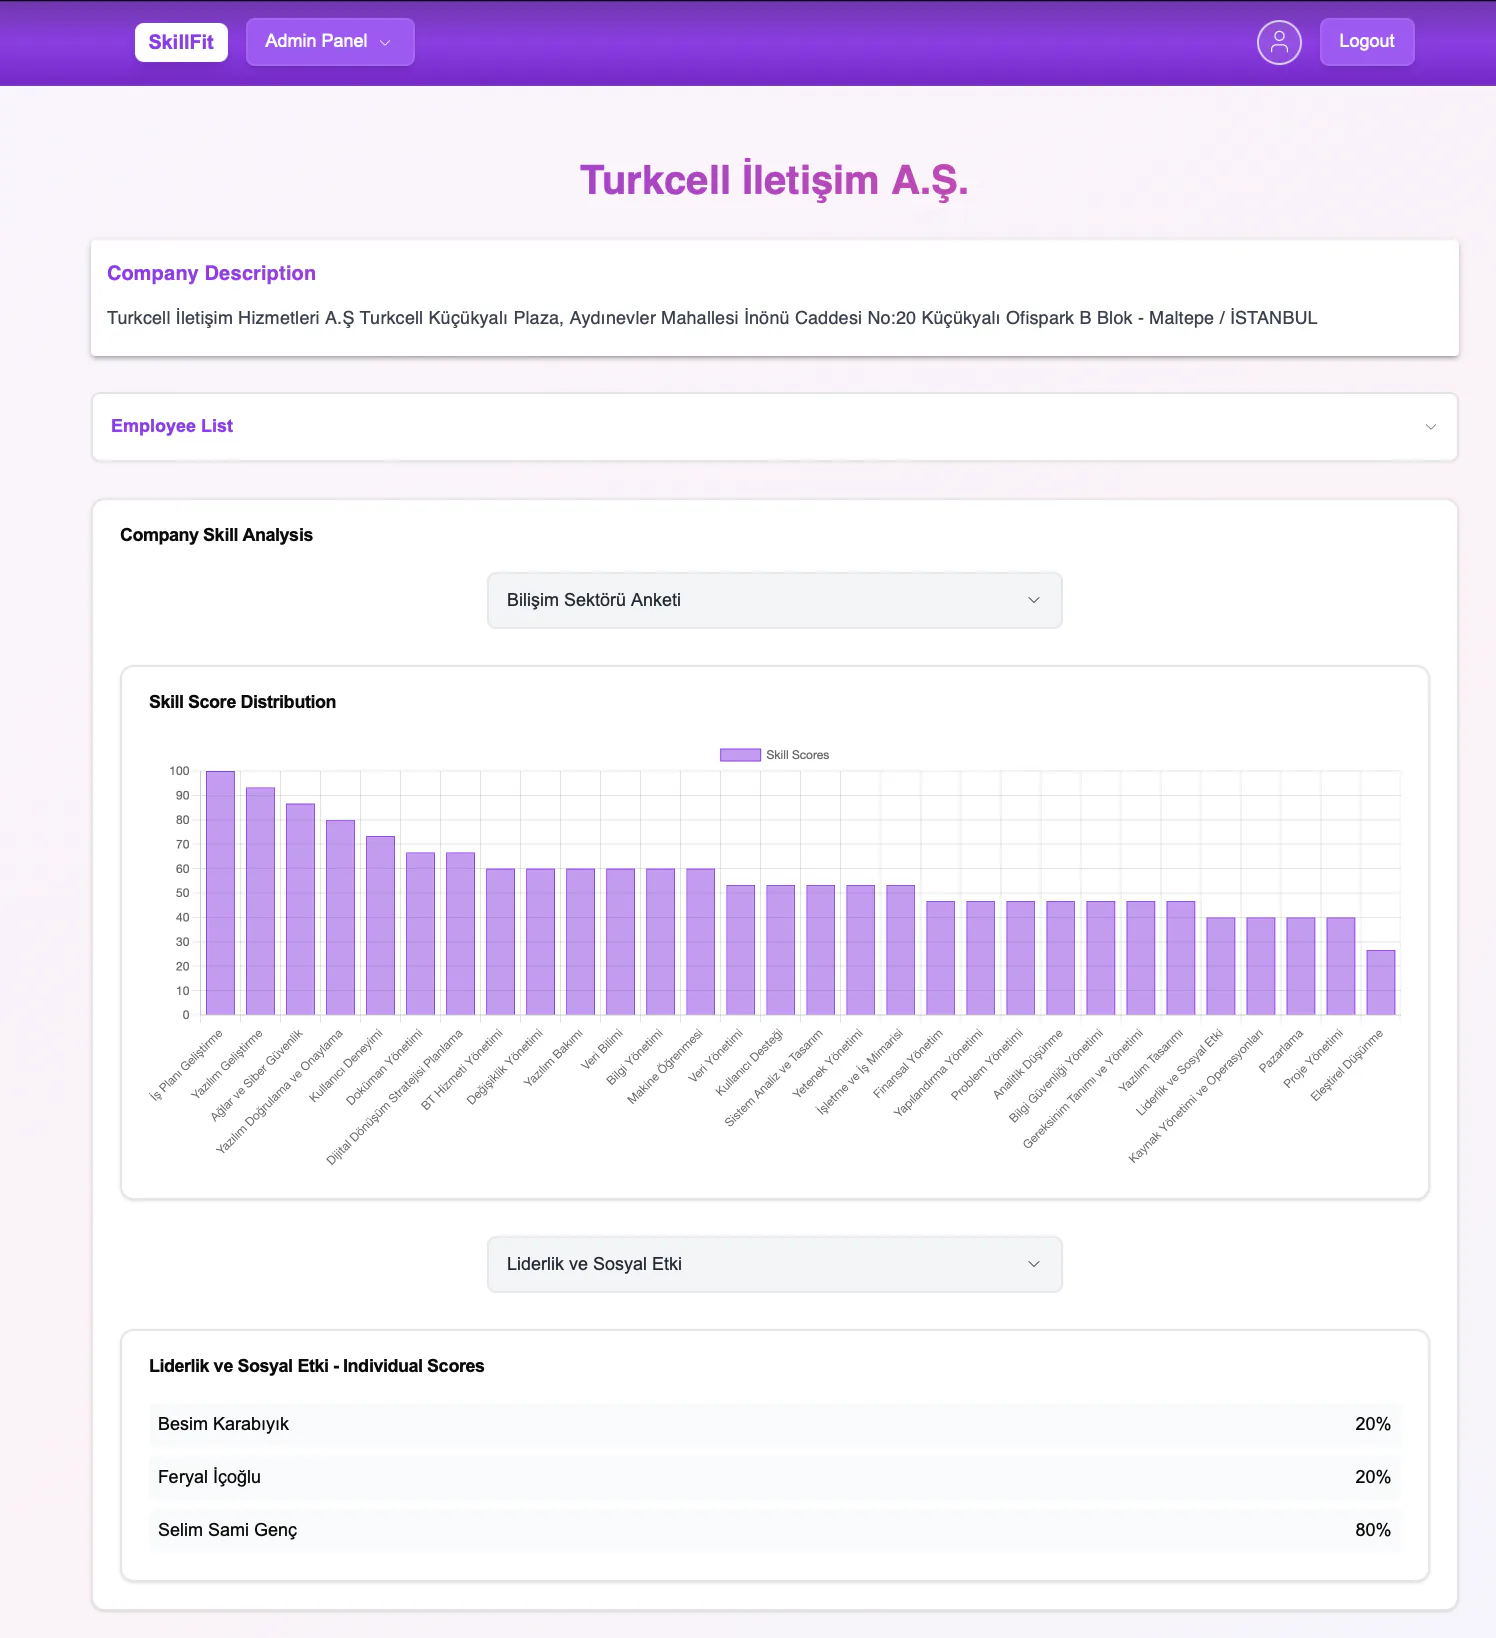 SkillFit
Admin Panel
Logout
Turkcell İletişim A.Ş.
Company Description
Turkcell İletişim Hizmetleri A.Ş Turkcell Küçükyalı Plaza, Aydınevler Mahallesi İnönü Caddesi No:20 Küçükyalı Ofispark B Blok - Maltepe / İSTANBUL
Employee List
Company Skill Analysis
Bilişim Sektörü Anketi
Skill Score Distribution
Skill Scores
100
90
80
70
60
50
40
30
20
10
0
İş Planı Geliştirme
Yazılım Geliştirme
Ağlar ve Siber Güvenlik
Yazılım Doğrulama ve Onaylama
Kullanıcı Deneyimi
Doküman Yönetimi
Dijital Dönüşüm Stratejisi Planlama
BT Hizmeti Yönetimi
Değişiklik Yönetimi
Yazılım Bakımı
Veri Bilimi
Bilgi Yönetimi
Makine Öğrenmesi
Veri Yönetimi
Kullanıcı Desteği
Sistem Analiz ve Tasarım
Yetenek Yönetimi
İşletme ve İş Mimarisi
Finansal Yönetim
Yapılandırma Yönetimi
Problem Yönetimi
Analitik Düşünme
Bilgi Güvenliği Yönetimi
Gereksinim Tanımı ve Yönetimi
Yazılım Tasarımı
Liderlik ve Sosyal Etki
Kaynak Yönetimi ve Operasyonları
Pazarlama
Proje Yönetimi
Eleştirel Düşünme
Liderlik ve Sosyal Etki
Liderlik ve Sosyal Etki - Individual Scores
Besim Karabıyık 20%
Feryal İçoğlu 20%
Selim Sami Genç 80%